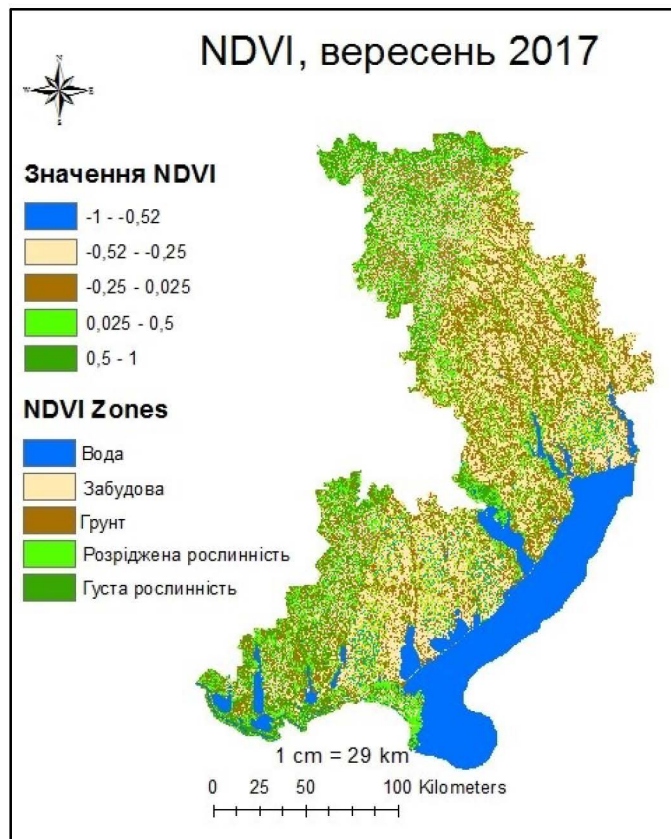 NDVI, вересень 2017
Значення NDVI
-1 - -0,52
-0,52 - -0,25
-0,25 - 0,025
0,025 - 0,5
0,5 - 1
NDVI Zones
Вода
Забудова
Грунт
Розріджена рослинність
Густа рослинність
1 cm = 29 km
0 25 50 100 Kilometers